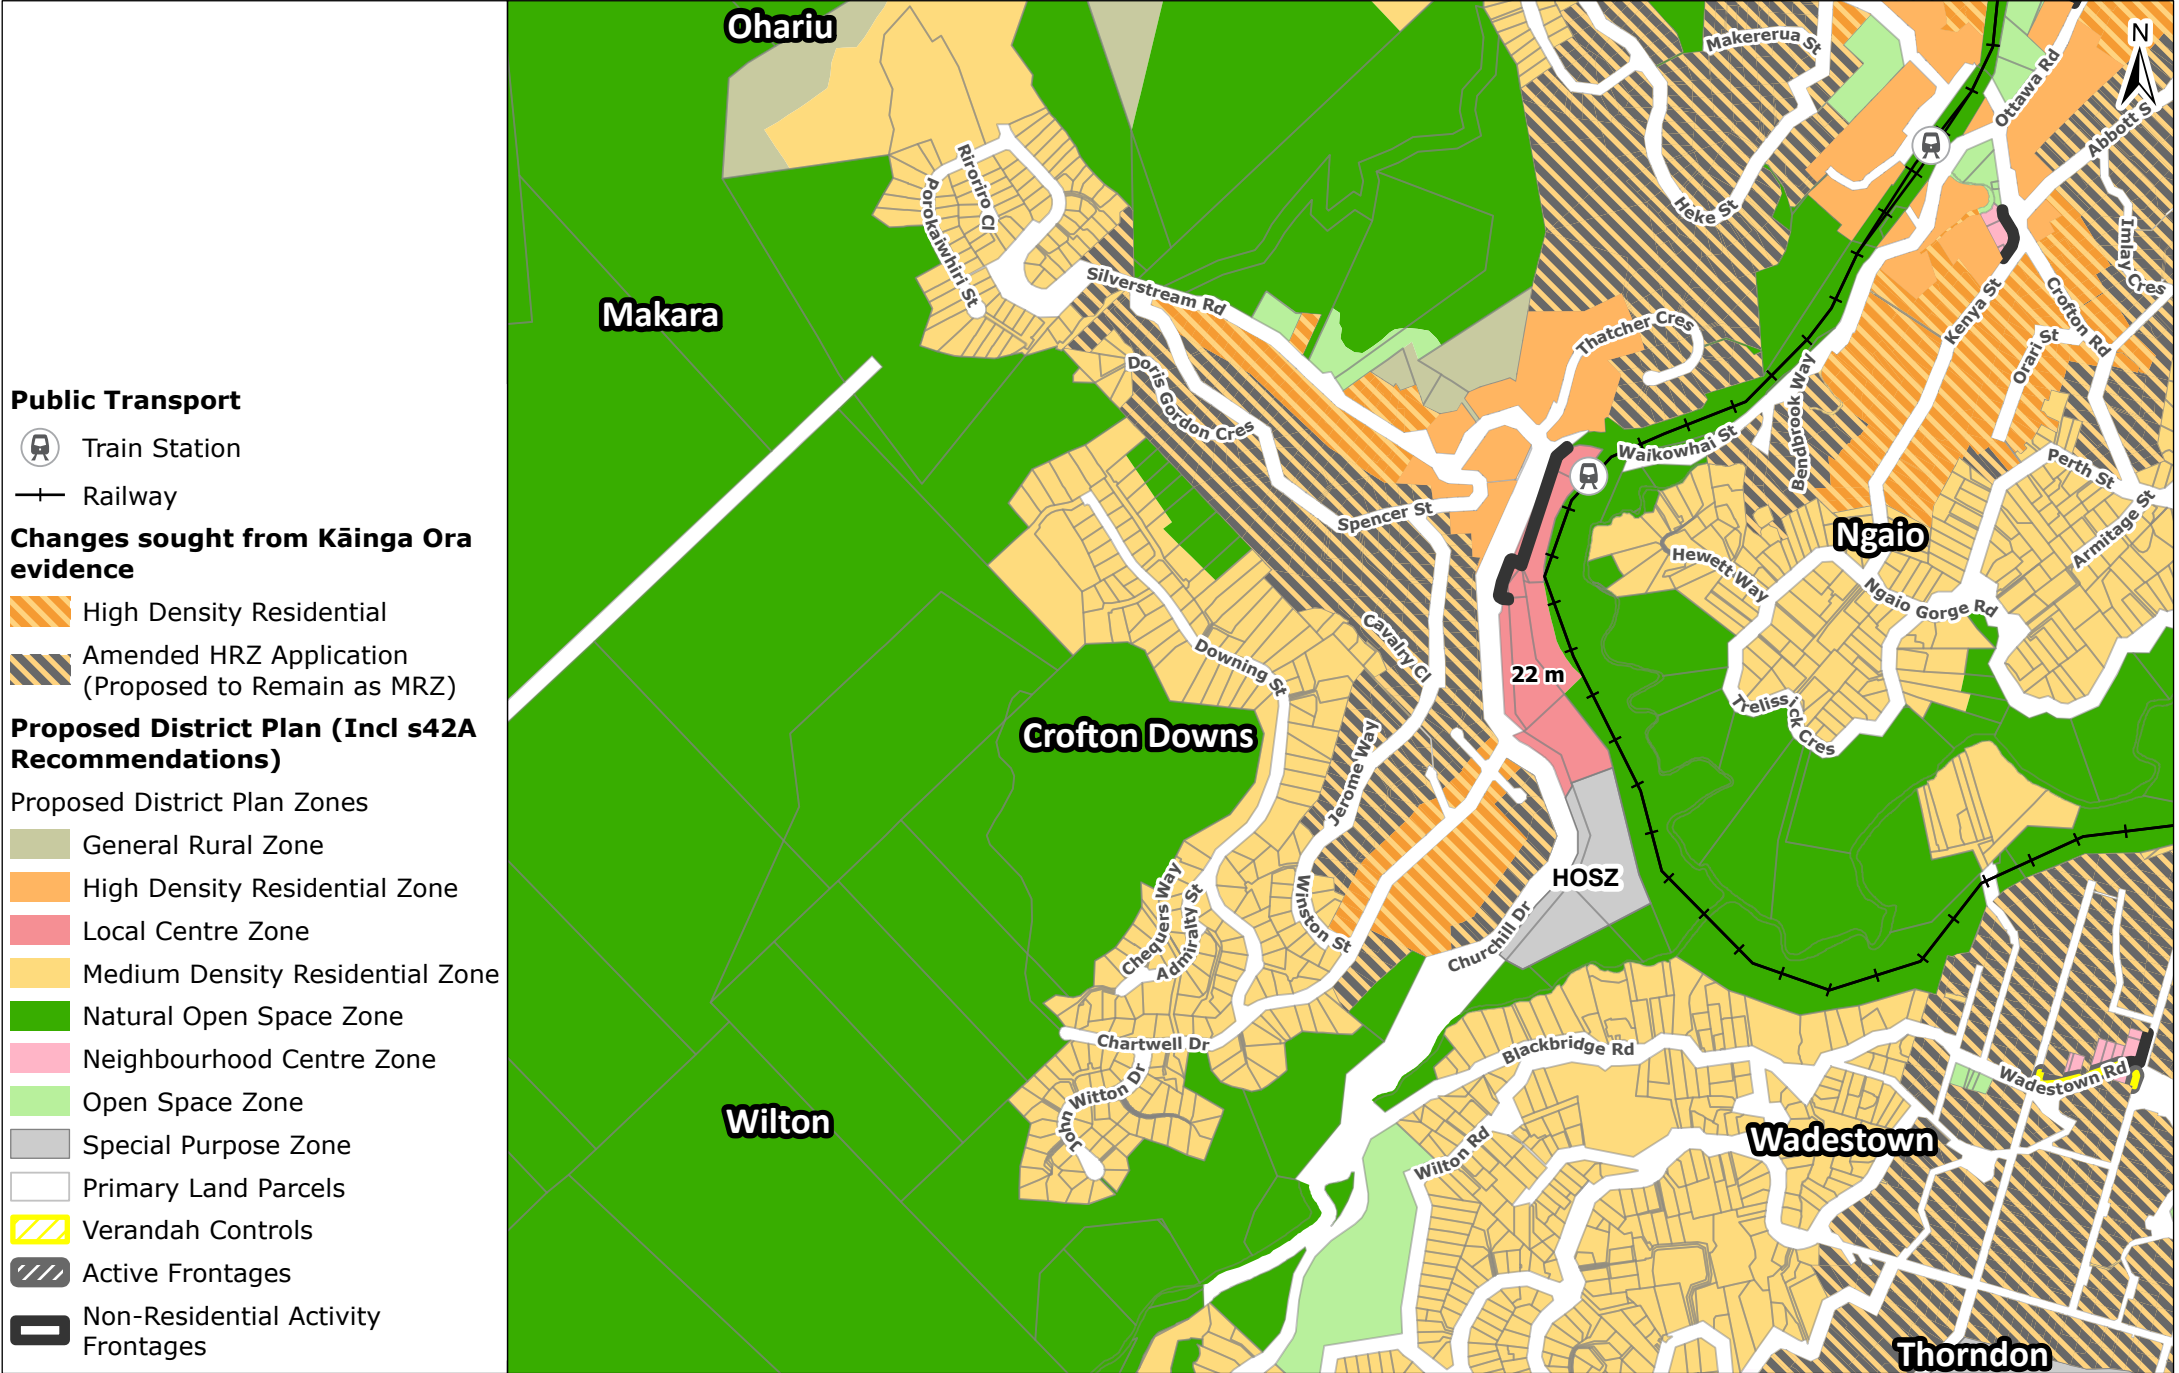 Public Transport
Train Station
Railway
Changes sought from Kāinga Ora
evidence
High Density Residential
Amended HRZ Application
(Proposed to Remain as MRZ)
Proposed District Plan (Incl s42A
Recommendations)
Proposed District Plan Zones
General Rural Zone
High Density Residential Zone
Local Centre Zone
Medium Density Residential Zone
Natural Open Space Zone
Neighbourhood Centre Zone
Open Space Zone
Special Purpose Zone
Primary Land Parcels
Verandah Controls
Active Frontages
Non-Residential Activity
Frontages
Ohariu
Makererua St
N
Ottawa Rd
Abbott S
Riroriro Cl
Porokaiwhiri St
Heke St
Imlay Cres
Silverstream Rd
Makara
Kenya St
Crofton Rd
Thatcher Cres
Orari St
Doris Gordon Cres
Bendbrook Way
Waikowhai St
Perth St
Spencer St
Armitage St
Ngaio
Hewett Way
Ngaio Gorge Rd
Cavalry Cl
Downing St
22 m
Trelissick Cres
Crofton Downs
Jerome Way
HOSZ
Chequers Way
Admiralty St
Winston St
Churchill Dr
Chartwell Dr
Blackbridge Rd
Wadestown Rd
John Witton Dr
Wilton
Wilton Rd
Wadestown
Thorndon